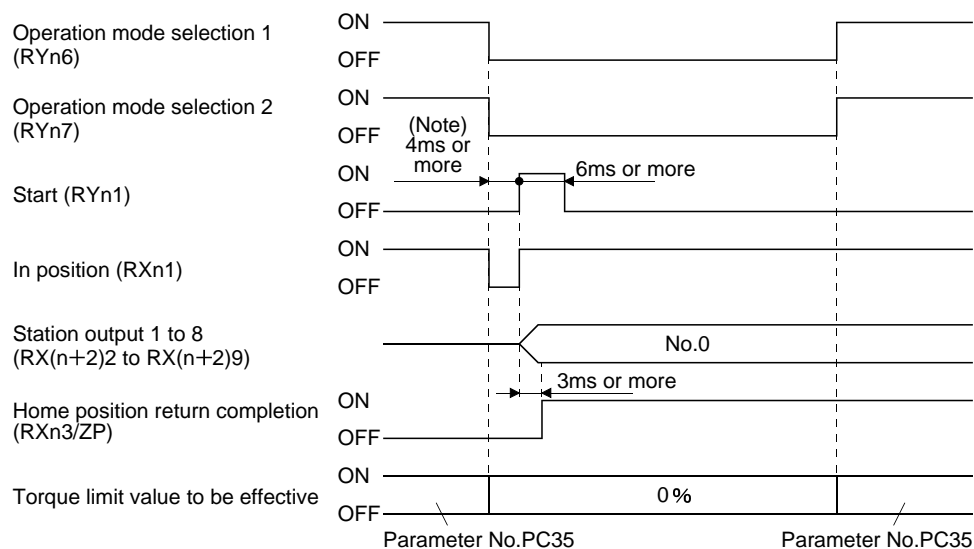 Operation mode selection 1
(RYn6)
ON
OFF
Operation mode selection 2
(RYn7)
ON
OFF
(Note)
4ms or
more
Start (RYn1)
ON
OFF
6ms or more
In position (RXn1)
ON
OFF
Station output 1 to 8
(RX(n+2)2 to RX(n+2)9)
No.0
3ms or more
Home position return completion
(RXn3/ZP)
ON
OFF
Torque limit value to be effective
ON
OFF
0%
Parameter No.PC35
Parameter No.PC35